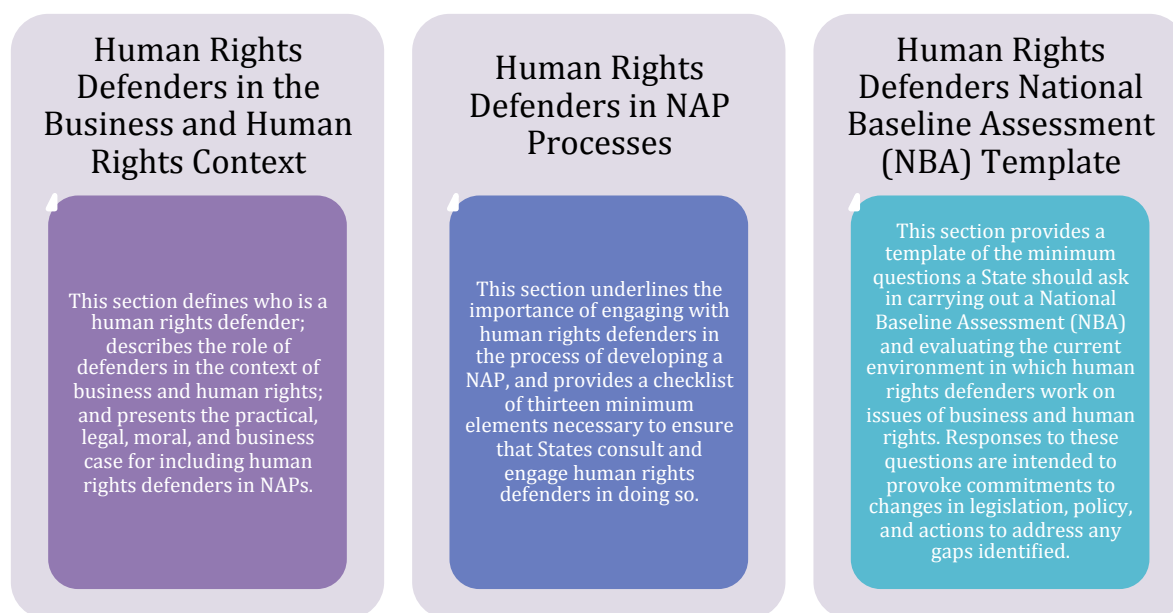 Human Rights
Defenders in the
Business and Human
Rights Context
This section defines who is a
human rights defender;
describes the role of
defenders in the context of
business and human rights;
and presents the practical,
legal, moral, and business
case for including human
rights defenders in NAPs.
Human Rights
Defenders in NAP
Processes
This section underlines the
importance of engaging with
human rights defenders in
the process of developing a
NAP, and provides a checklist
of thirteen minimum
elements necessary to ensure
that States consult and
engage human rights
defenders in doing so.
Human Rights
Defenders National
Baseline Assessment
(NBA) Template
This section provides a
template of the minimum
questions a State should ask
in carrying out a National
Baseline Assessment (NBA)
and evaluating the current
environment in which human
rights defenders work on
issues of business and human
rights. Responses to these
questions are intended to
provoke commitments to
changes in legislation, policy,
and actions to address any
gaps identified.